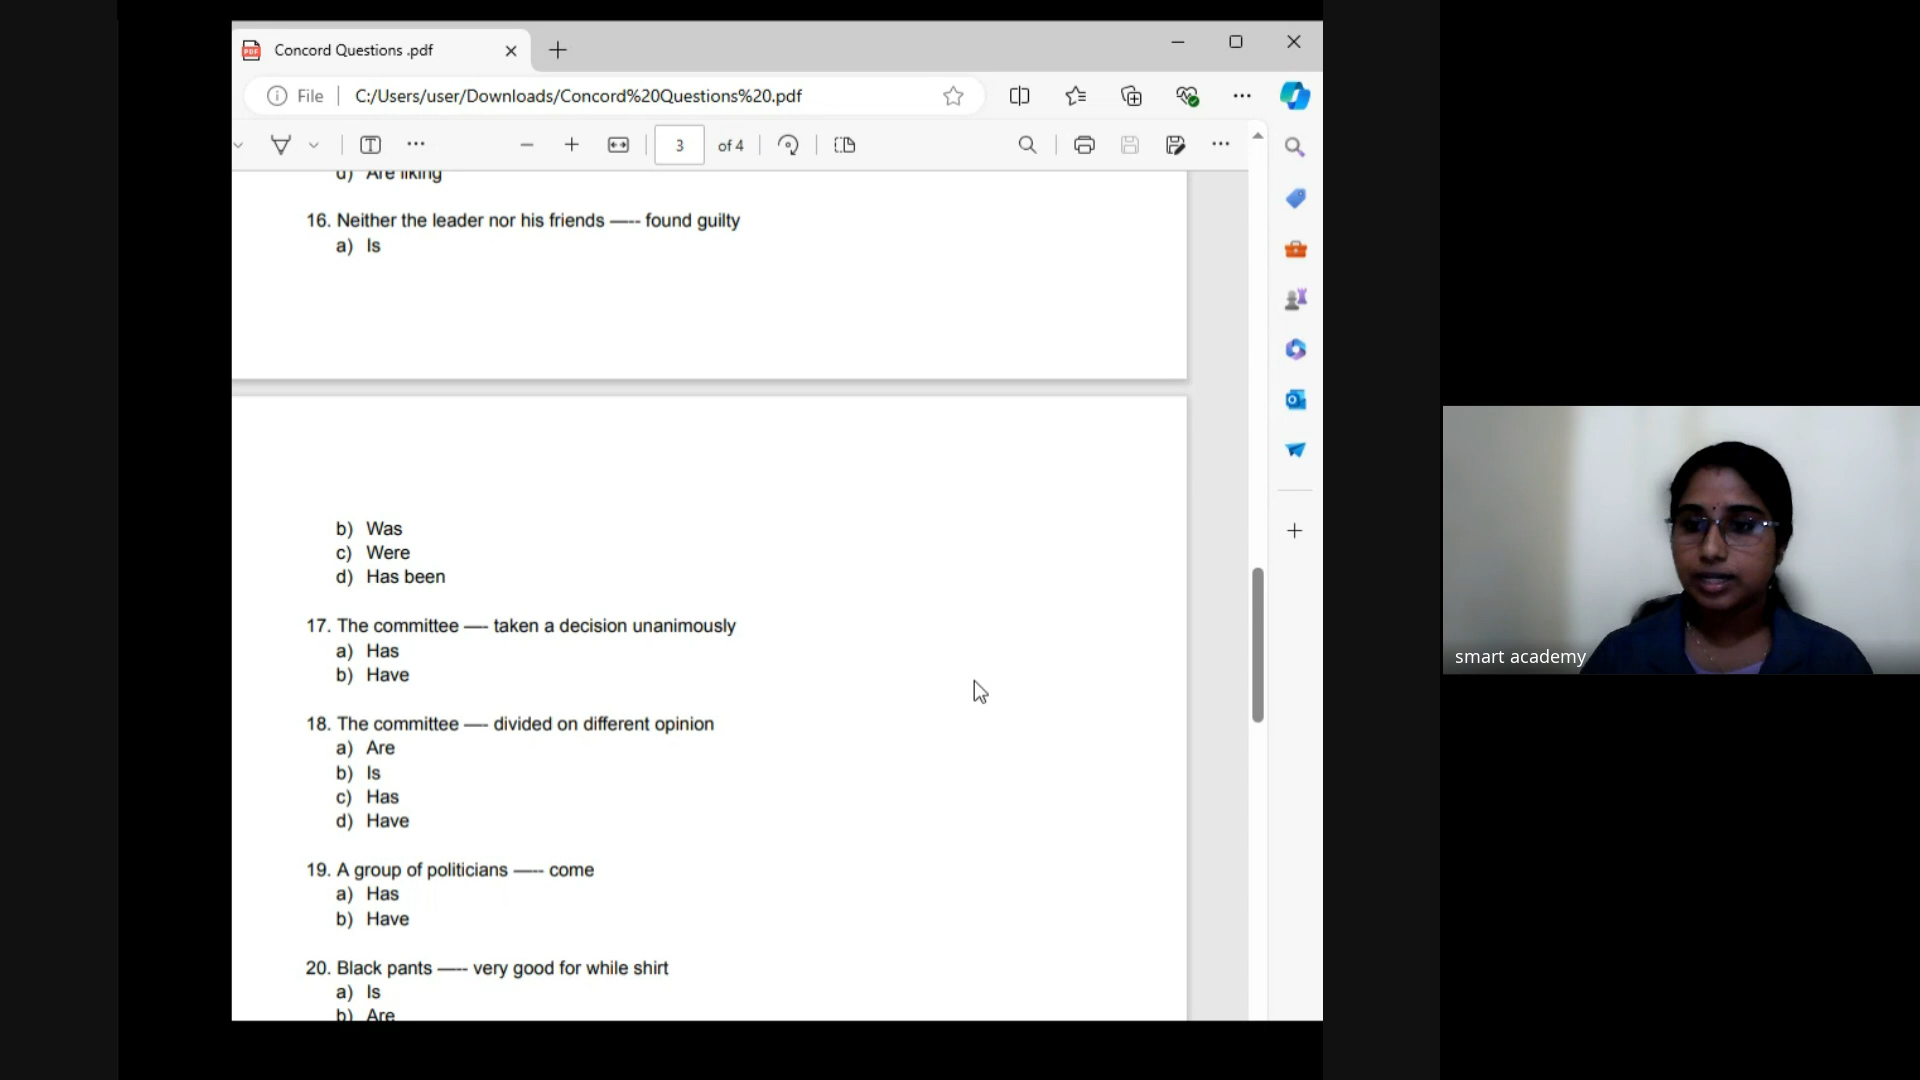 Concord Questions .pdf
File
C:/Users/user/Downloads/Concord%20Questions%20.pdf
3 of 4
d) Are liking
16. Neither the leader nor his friends —-- found guilty
a) Is
b) Was
c) Were
d) Has been
17. The committee —- taken a decision unanimously
a) Has
b) Have
18. The committee —- divided on different opinion
a) Are
b) Is
c) Has
d) Have
19. A group of politicians —-- come
a) Has
b) Have
20. Black pants —-- very good for while shirt
a) Is
b) Are
smart academy